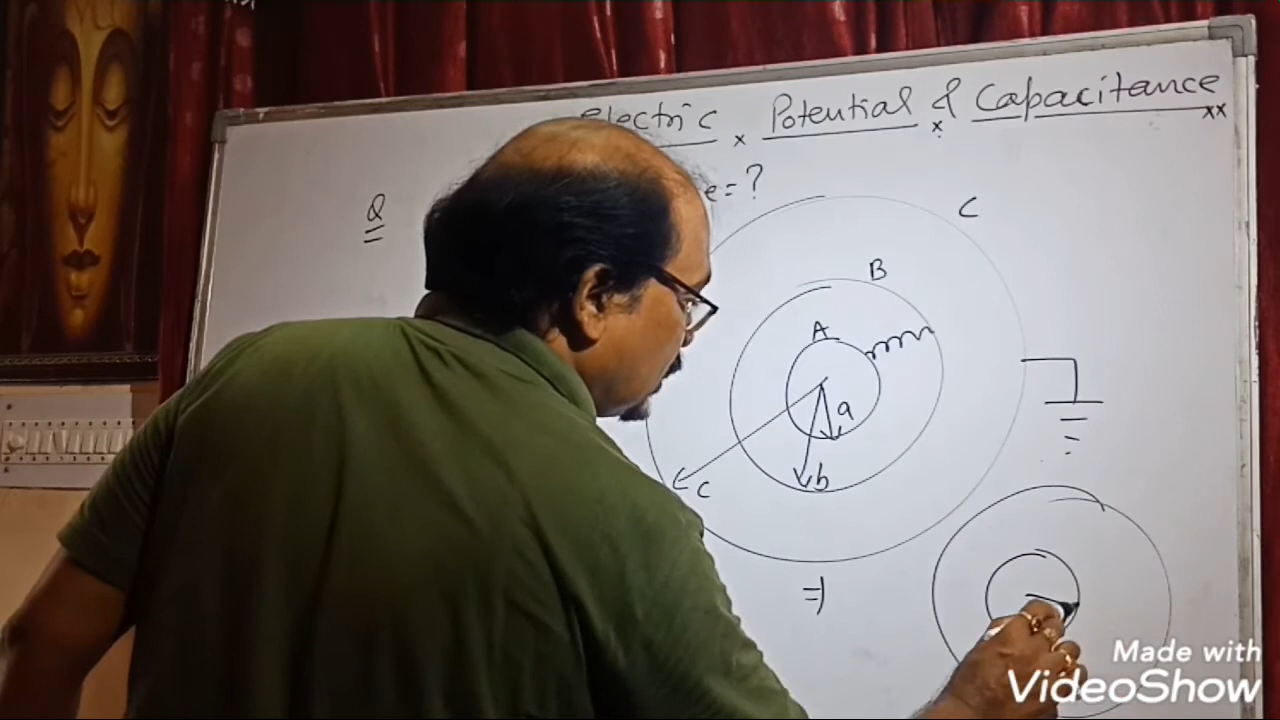 Electric Potential & Capacitance
Q
e = ?
C
B
A
a
b
c
Made with
VideoShow